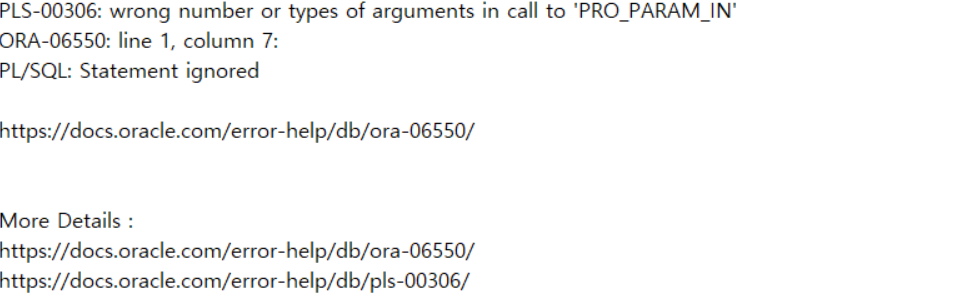 PLS-00306: wrong number or types of arguments in call to 'PRO_PARAM_IN'
ORA-06550: line 1, column 7:
PL/SQL: Statement ignored
https://docs.oracle.com/error-help/db/ora-06550/
More Details :
https://docs.oracle.com/error-help/db/ora-06550/
https://docs.oracle.com/error-help/db/pls-00306/